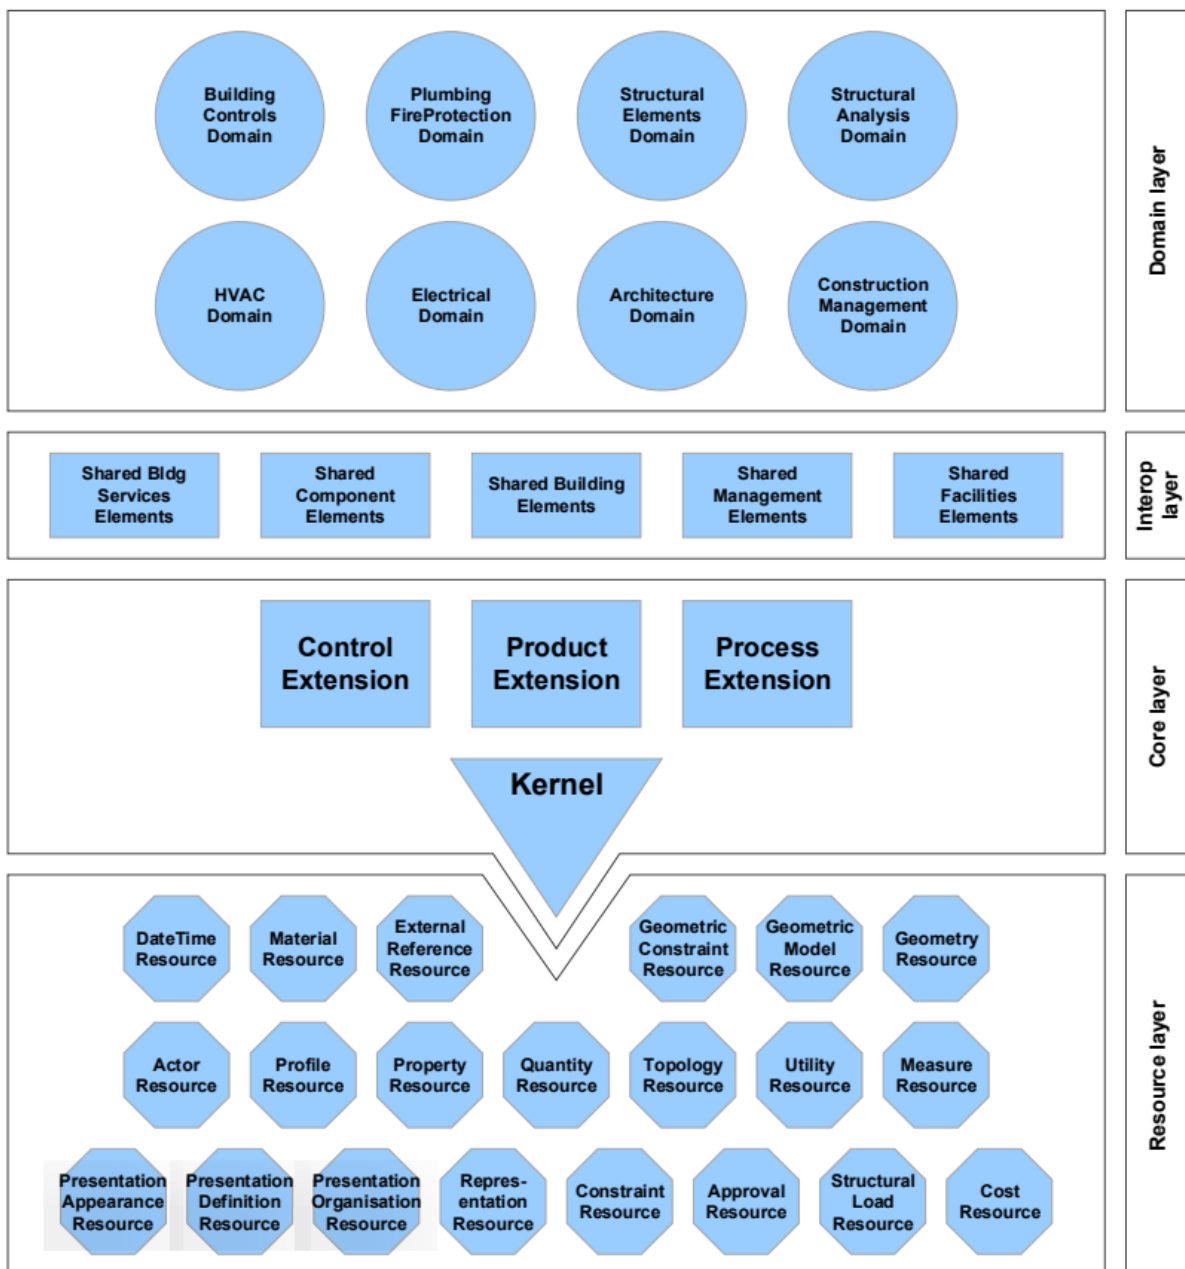 Building
Controls
Domain
Plumbing
FireProtection
Domain
Structural
Elements
Domain
Structural
Analysis
Domain
HVAC
Domain
Electrical
Domain
Architecture
Domain
Construction
Management
Domain
Domain layer
Shared Bldg
Services
Elements
Shared
Component
Elements
Shared Building
Elements
Shared
Management
Elements
Shared
Facilities
Elements
Interop
layer
Control
Extension
Product
Extension
Process
Extension
Kernel
Core layer
DateTime
Resource
Material
Resource
External
Reference
Resource
Geometric
Constraint
Resource
Geometric
Model
Resource
Geometry
Resource
Actor
Resource
Profile
Resource
Property
Resource
Quantity
Resource
Topology
Resource
Utility
Resource
Measure
Resource
Presentation
Appearance
Resource
Presentation
Definition
Resource
Presentation
Organisation
Resource
Repres-
entation
Resource
Constraint
Resource
Approval
Resource
Structural
Load
Resource
Cost
Resource
Resource layer